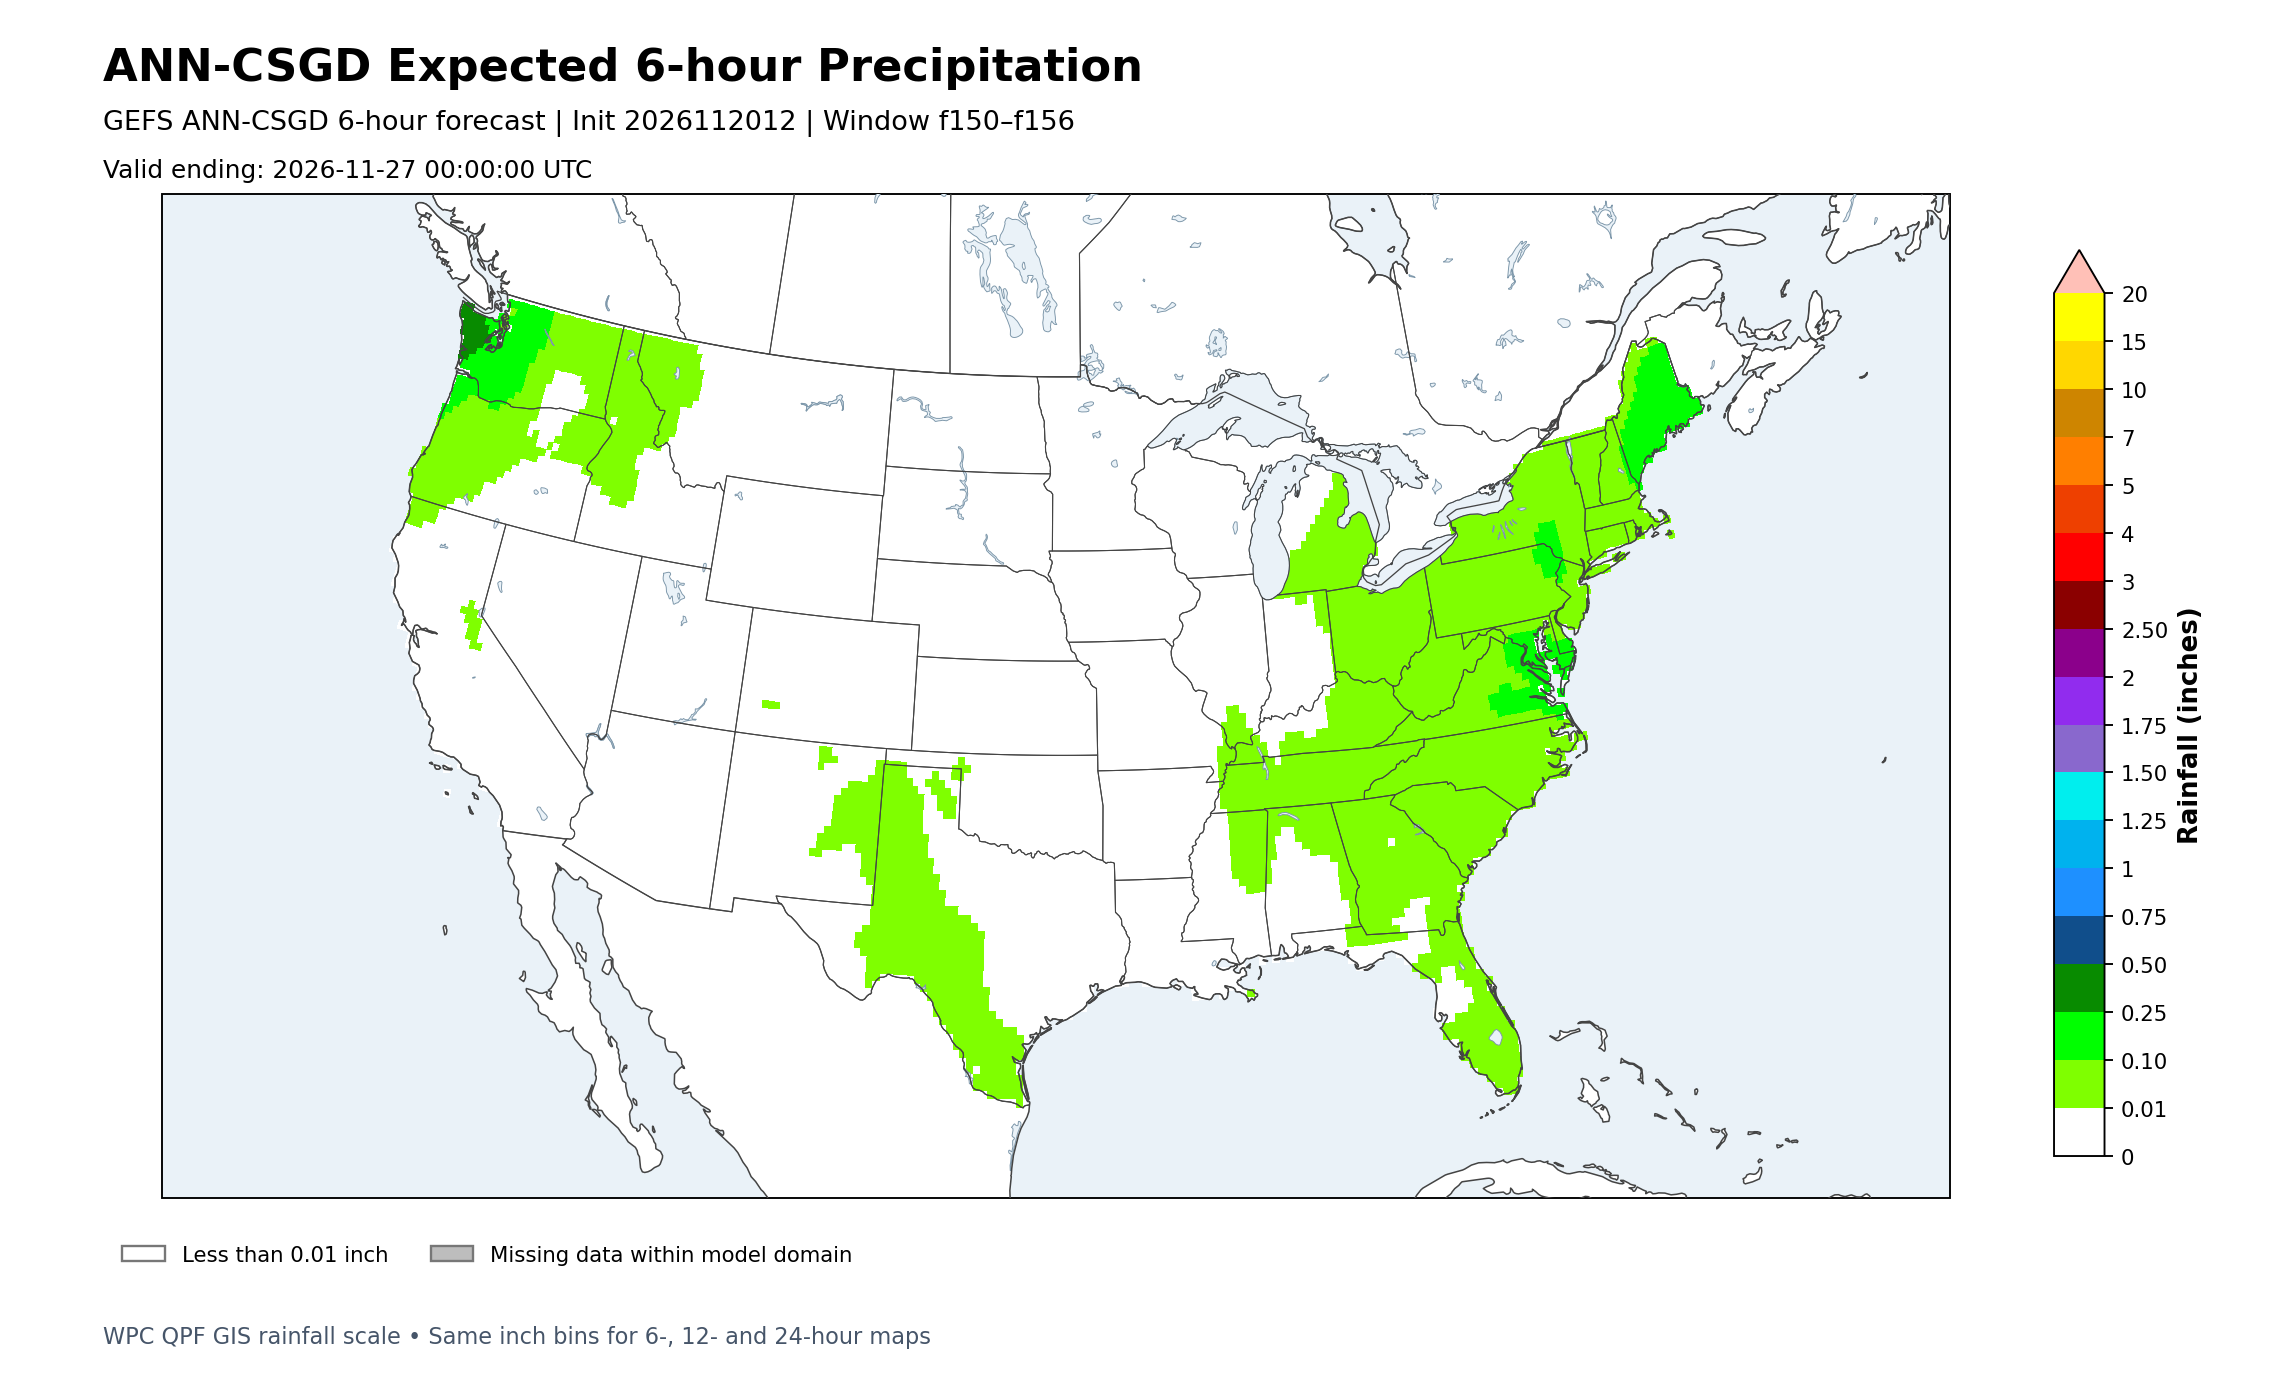 ANN-CSGD Expected 6-hour Precipitation
GEFS ANN-CSGD 6-hour forecast | Init 2026112012 | Window f150–f156
Valid ending: 2026-11-27 00:00:00 UTC
20
15
10
7
5
4
3
2.50
2
1.75
1.50
1.25
1
0.75
0.50
0.25
0.10
0.01
0
Rainfall (inches)
Less than 0.01 inch
Missing data within model domain
WPC QPF GIS rainfall scale • Same inch bins for 6-, 12- and 24-hour maps